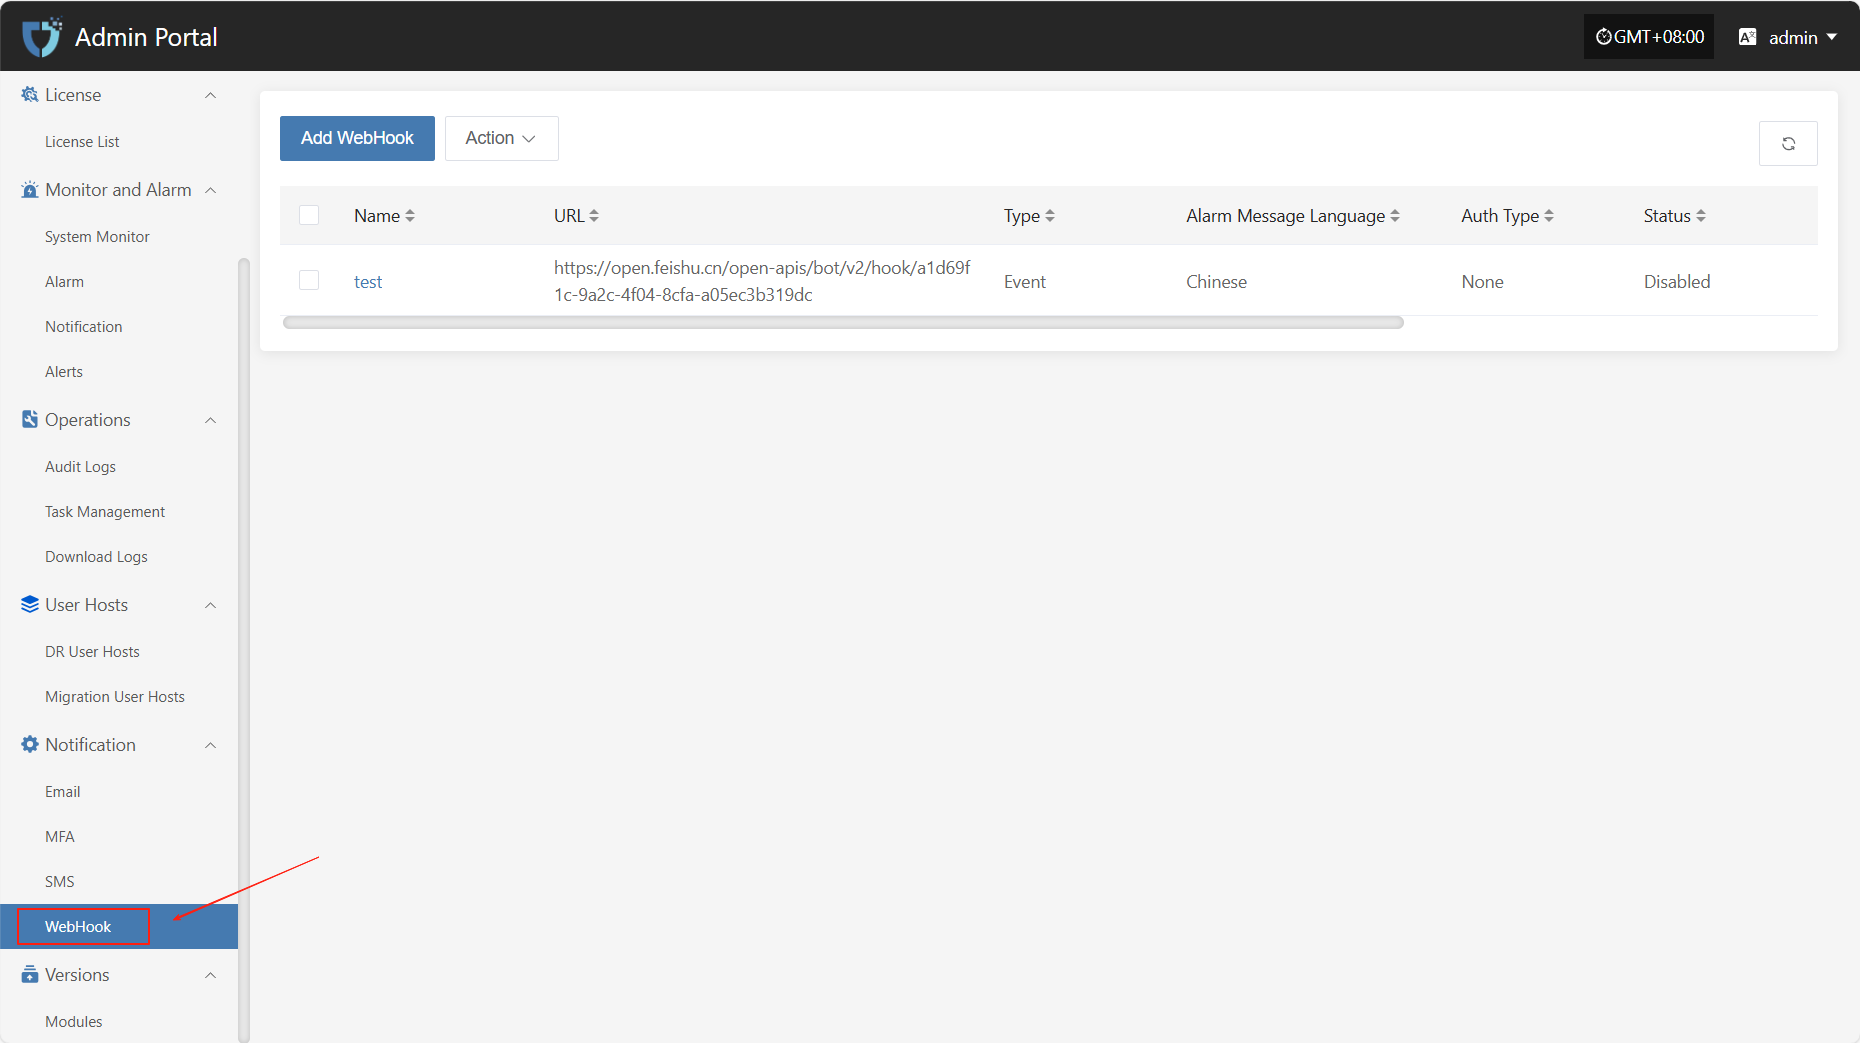 Admin Portal
GMT+08:00
admin
License
License List
Monitor and Alarm
System Monitor
Alarm
Notification
Alerts
Operations
Audit Logs
Task Management
Download Logs
User Hosts
DR User Hosts
Migration User Hosts
Notification
Email
MFA
SMS
WebHook
Versions
Modules
Add WebHook
Action
Name URL Type Alarm Message Language Auth Type Status
test https://open.feishu.cn/open-apis/bot/v2/hook/a1d69f Event Chinese None Disabled
1c-9a2c-4f04-8cfa-a05ec3b319dc